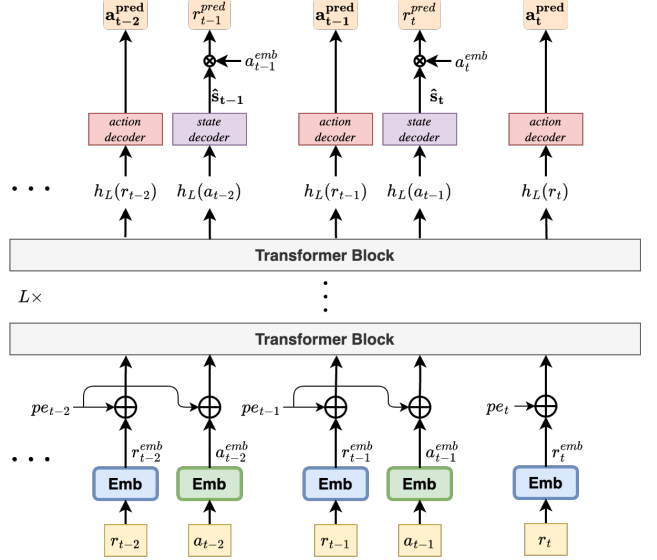 a_{t-2}^{pred} r_{t-1}^{pred} a_{t-1}^{pred} r_t^{pred} a_t^{pred}
a_{t-1}^{emb} a_t^{emb}
ŝ_{t-1} ŝ_t
action decoder
state decoder
action decoder
state decoder
action decoder
... h_L(r_{t-2}) h_L(a_{t-2}) h_L(r_{t-1}) h_L(a_{t-1}) h_L(r_t)
Transformer Block
L×
Transformer Block
pe_{t-2} pe_{t-1} pe_t
... r_{t-2}^{emb} a_{t-2}^{emb} r_{t-1}^{emb} a_{t-1}^{emb} r_t^{emb}
Emb Emb Emb Emb Emb
r_{t-2} a_{t-2} r_{t-1} a_{t-1} r_t